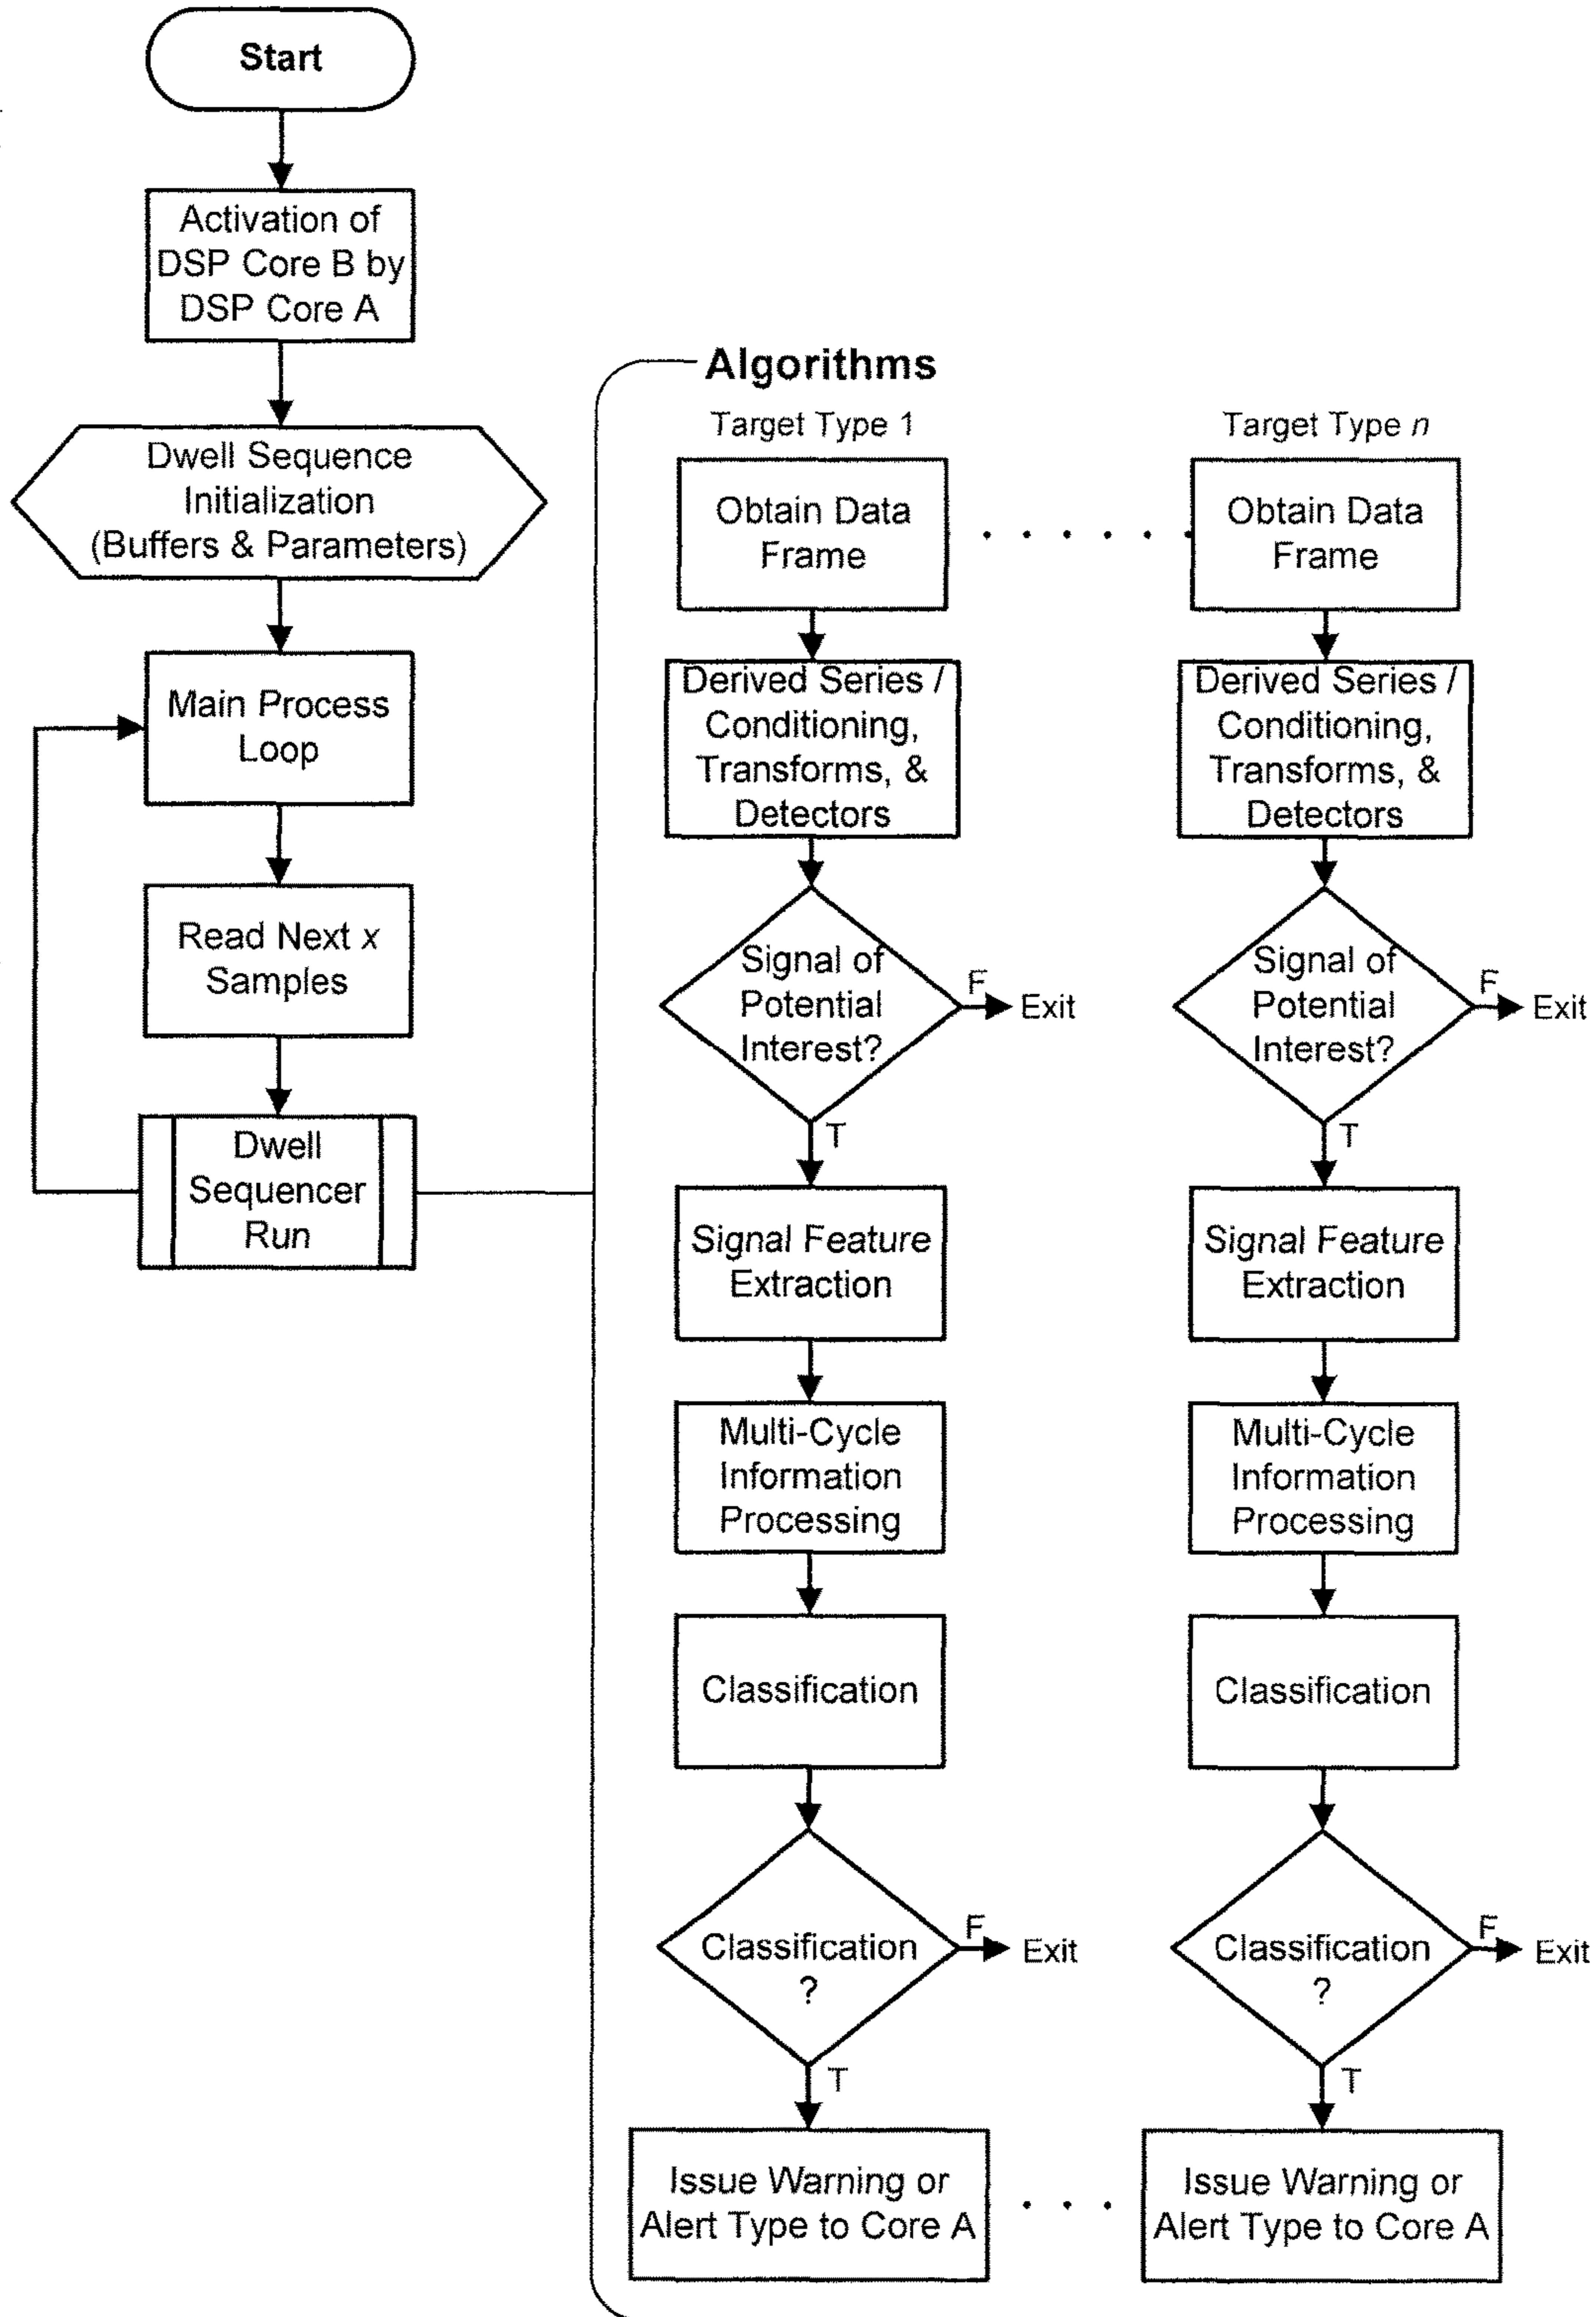 Start
Activation of
DSP Core B by
DSP Core A
Dwell Sequence
Initialization
(Buffers & Parameters)
Main Process
Loop
Read Next x
Samples
Dwell
Sequencer
Run
Algorithms
Target Type 1
Obtain Data
Frame
Derived Series /
Conditioning,
Transforms, &
Detectors
Signal of
Potential
Interest?
F
Exit
T
Signal Feature
Extraction
Multi-Cycle
Information
Processing
Classification
Classification
?
F
Exit
T
Issue Warning or
Alert Type to Core A
Target Type n
Obtain Data
Frame
Derived Series /
Conditioning,
Transforms, &
Detectors
Signal of
Potential
Interest?
F
Exit
T
Signal Feature
Extraction
Multi-Cycle
Information
Processing
Classification
Classification
?
F
Exit
T
Issue Warning or
Alert Type to Core A